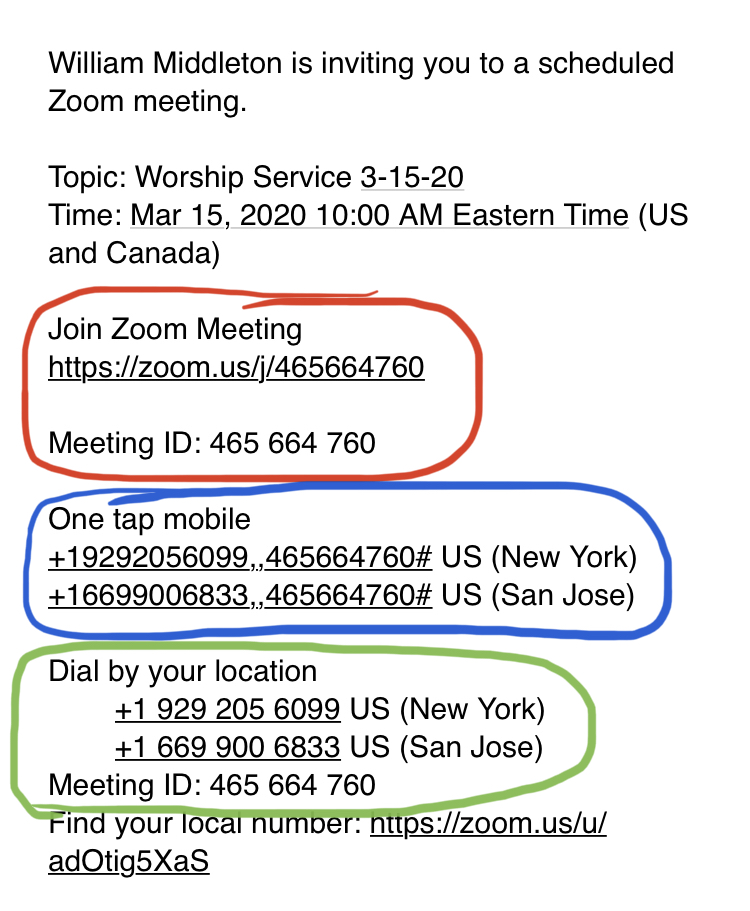 William Middleton is inviting you to a scheduled
Zoom meeting.
Topic: Worship Service 3-15-20
Time: Mar 15, 2020 10:00 AM Eastern Time (US
and Canada)
Join Zoom Meeting
https://zoom.us/j/465664760
Meeting ID: 465 664 760
One tap mobile
+19292056099,,465664760# US (New York)
+16699006833,,465664760# US (San Jose)
Dial by your location
+1 929 205 6099 US (New York)
+1 669 900 6833 US (San Jose)
Meeting ID: 465 664 760
Find your local number: https://zoom.us/u/
adOtig5XaS